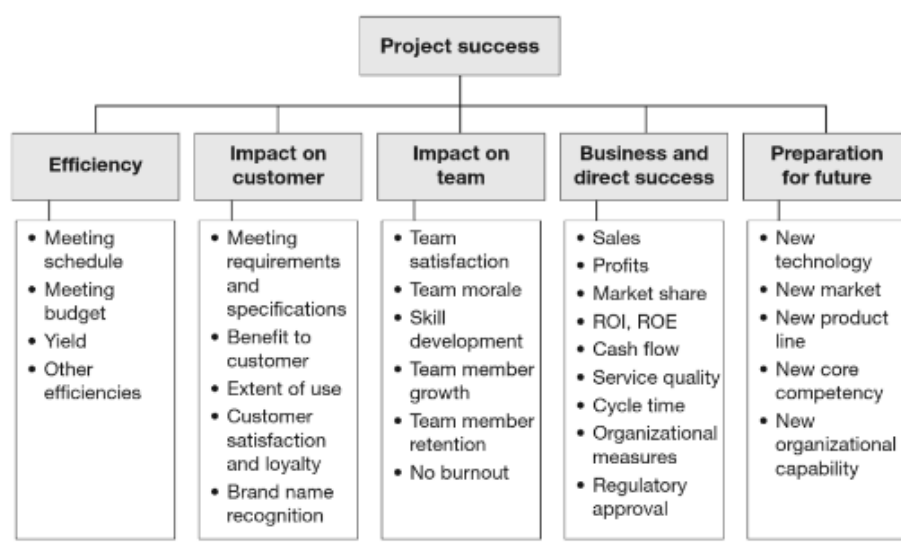 Project success
Efficiency
Impact on
customer
Impact on
team
Business and
direct success
Preparation
for future
• Meeting
schedule
• Meeting
budget
• Yield
• Other
efficiencies
• Meeting
requirements
and
specifications
• Benefit to
customer
• Extent of use
• Customer
satisfaction
and loyalty
• Brand name
recognition
• Team
satisfaction
• Team morale
• Skill
development
• Team member
growth
• Team member
retention
• No burnout
• Sales
• Profits
• Market share
• ROI, ROE
• Cash flow
• Service quality
• Cycle time
• Organizational
measures
• Regulatory
approval
• New
technology
• New market
• New product
line
• New core
competency
• New
organizational
capability